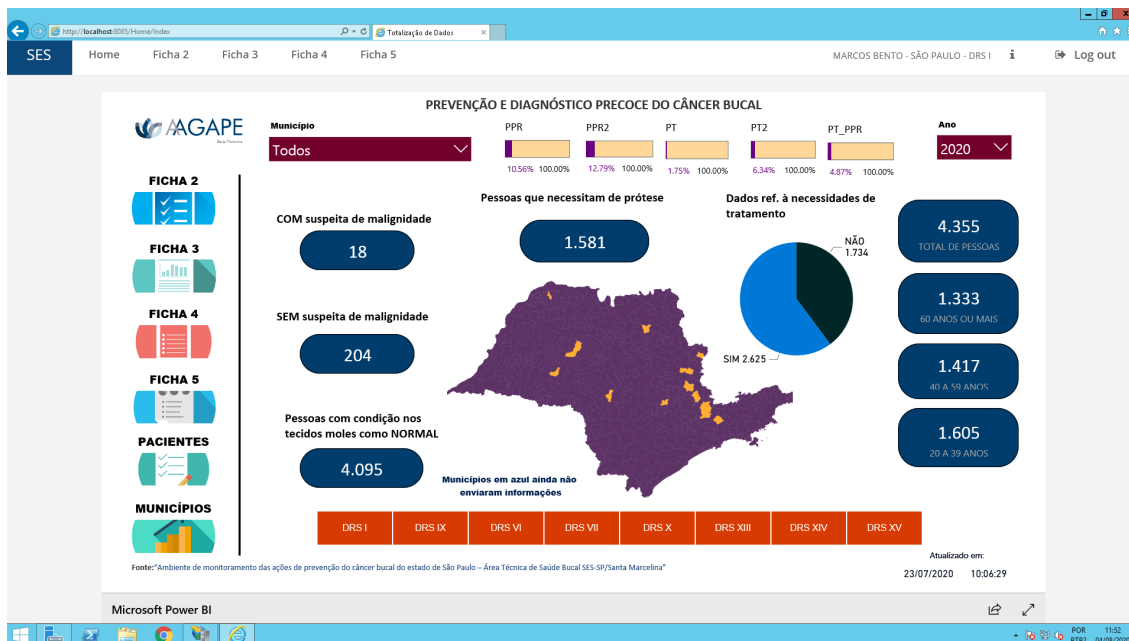 http://localhost:8085/Home/Index
Totalização de Dados
SES
Home
Ficha 2
Ficha 3
Ficha 4
Ficha 5
MARCOS BENTO - SÃO PAULO - DRS I
Log out
PREVENÇÃO E DIAGNÓSTICO PRECOCE DO CÂNCER BUCAL
AAGAPE
Município
Todos
PPR
PPR2
PT
PT2
PT_PPR
10.56% 100.00%
12.79% 100.00%
1.75% 100.00%
6.34% 100.00%
4.87% 100.00%
Ano
2020
FICHA 2
FICHA 3
FICHA 4
FICHA 5
PACIENTES
MUNICÍPIOS
COM suspeita de malignidade
18
SEM suspeita de malignidade
204
Pessoas com condição nos
tecidos moles como NORMAL
4.095
Pessoas que necessitam de prótese
1.581
Dados ref. à necessidades de
tratamento
NÃO
1.734
SIM 2.625
Municípios em azul ainda não
enviaram informações
4.355
TOTAL DE PESSOAS
1.333
60 ANOS OU MAIS
1.417
40 A 59 ANOS
1.605
20 A 39 ANOS
DRS I
DRS IX
DRS VI
DRS VII
DRS X
DRS XIII
DRS XIV
DRS XV
Fonte:"Ambiente de monitoramento das ações de prevenção do câncer bucal do estado de São Paulo – Área Técnica de Saúde Bucal SES-SP/Santa Marcelina"
Atualizado em:
23/07/2020 10:06:29
Microsoft Power BI
POR
11:52
PTB2
04/08/2020